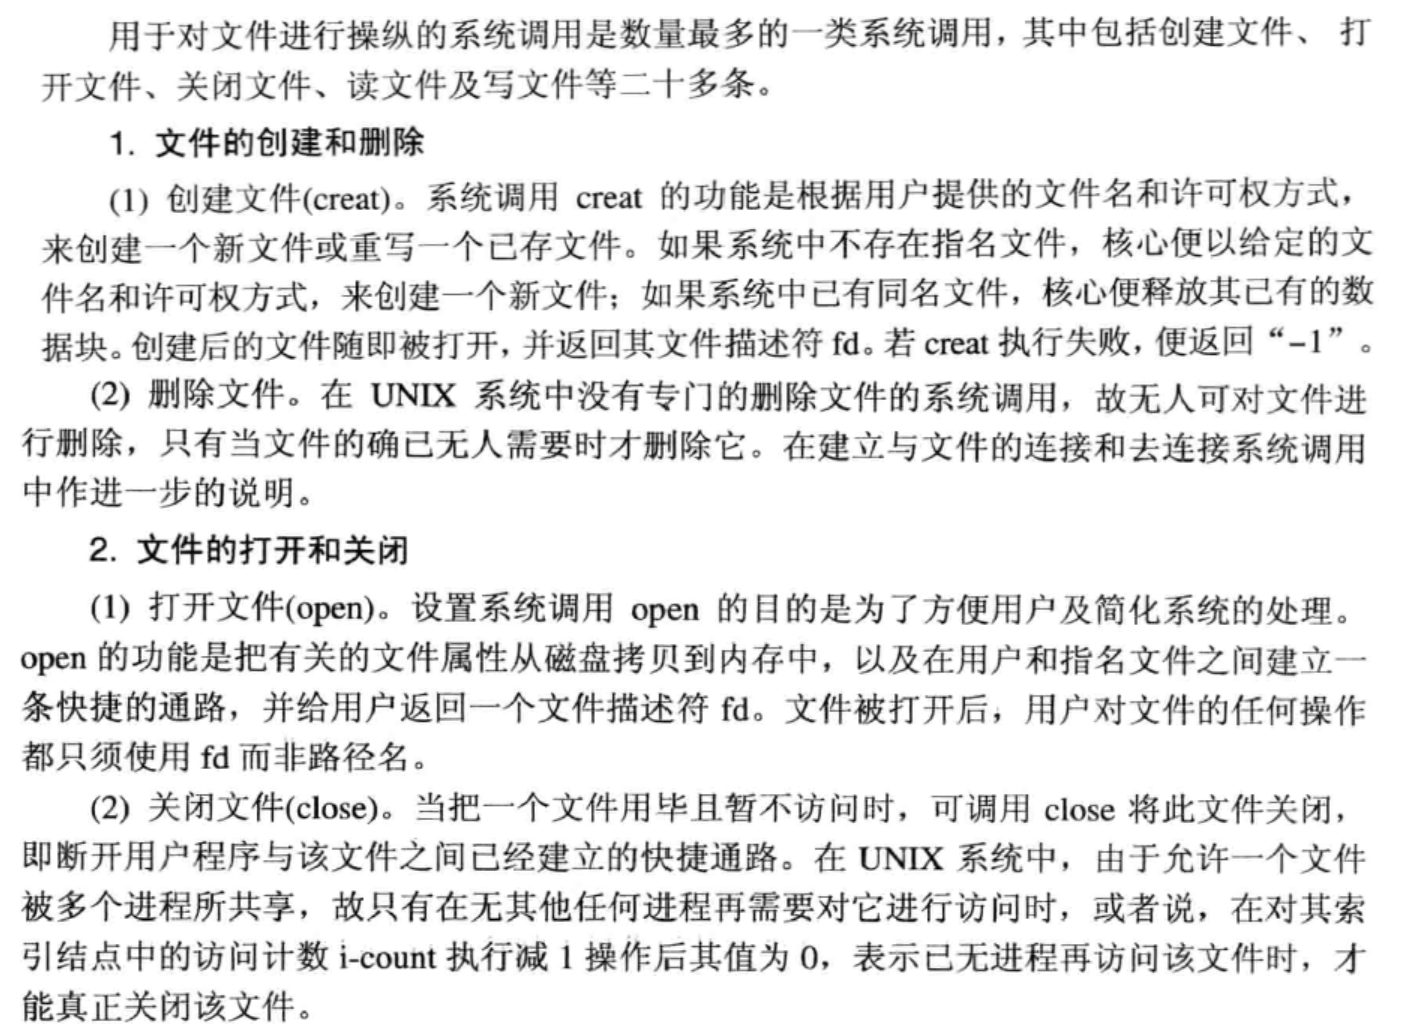 用于对文件进行操纵的系统调用是数量最多的一类系统调用，其中包括创建文件、 打
开文件、关闭文件、读文件及写文件等二十多条。
1. 文件的创建和删除
(1) 创建文件(creat)。系统调用 creat 的功能是根据用户提供的文件名和许可权方式，
来创建一个新文件或重写一个已存文件。如果系统中不存在指名文件，核心便以给定的文
件名和许可权方式，来创建一个新文件；如果系统中已有同名文件，核心便释放其已有的数
据块。创建后的文件随即被打开，并返回其文件描述符 fd。若 creat 执行失败，便返回“−1”。
(2) 删除文件。在 UNIX 系统中没有专门的删除文件的系统调用，故无人可对文件进
行删除，只有当文件的确已无人需要时才删除它。在建立与文件的连接和去连接系统调用
中作进一步的说明。
2. 文件的打开和关闭
(1) 打开文件(open)。设置系统调用 open 的目的是为了方便用户及简化系统的处理。
open 的功能是把有关的文件属性从磁盘拷贝到内存中，以及在用户和指名文件之间建立一
条快捷的通路，并给用户返回一个文件描述符 fd。文件被打开后，用户对文件的任何操作
都只须使用 fd 而非路径名。
(2) 关闭文件(close)。当把一个文件用毕且暂不访问时，可调用 close 将此文件关闭，
即断开用户程序与该文件之间已经建立的快捷通路。在 UNIX 系统中，由于允许一个文件
被多个进程所共享，故只有在无其他任何进程再需要对它进行访问时，或者说，在对其索
引结点中的访问计数 i-count 执行减 1 操作后其值为 0，表示已无进程再访问该文件时，才
能真正关闭该文件。